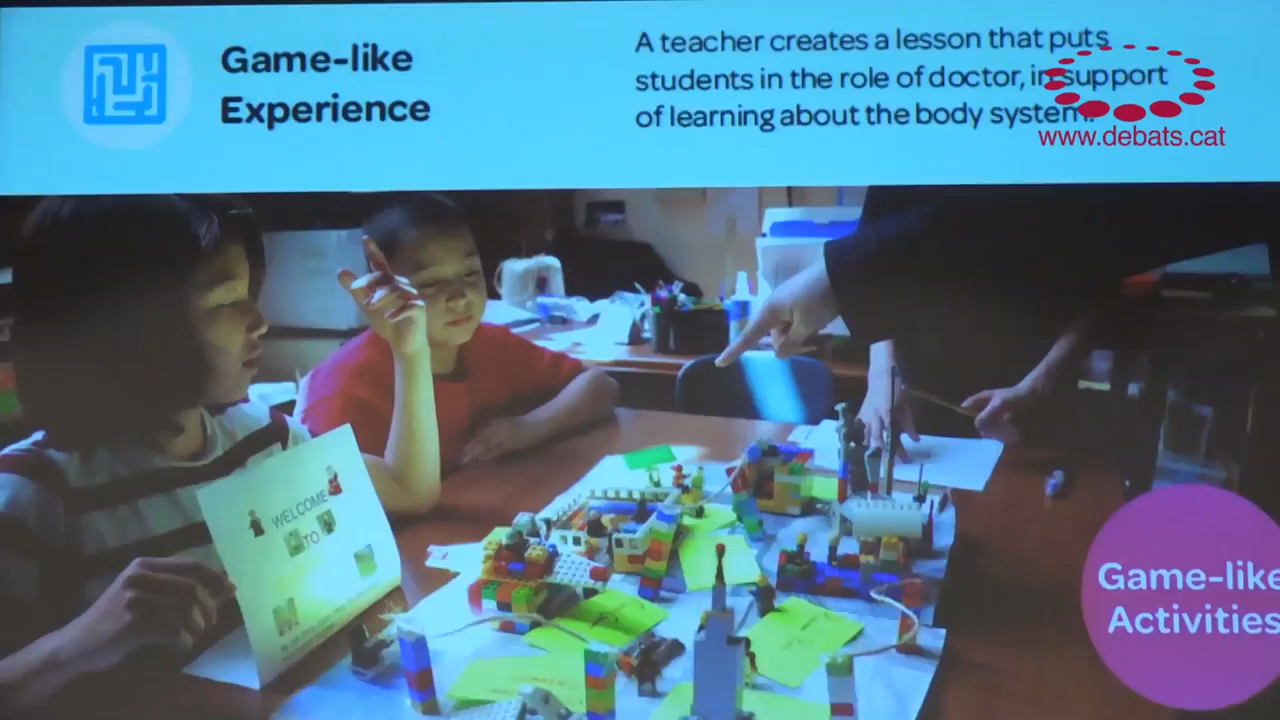 Game-like
Experience
A teacher creates a lesson that puts
students in the role of doctor, in support
of learning about the body system.
www.debats.cat
WELCOME
TO
Game-like
Activities